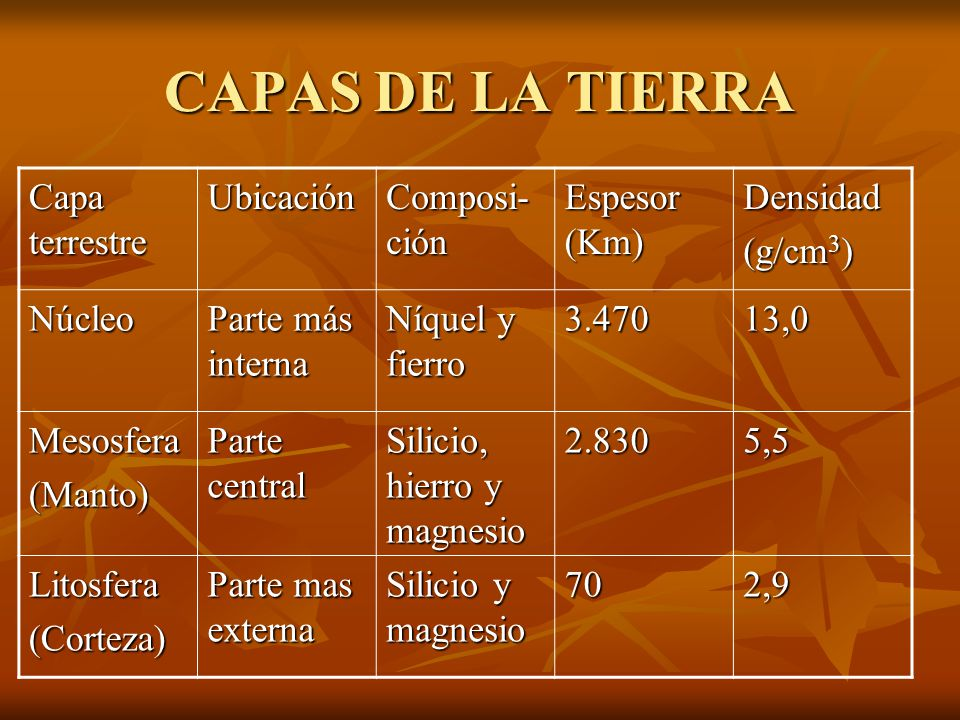 CAPAS DE LA TIERRA
Capa terrestre Ubicación Composi-ción Espesor (Km) Densidad (g/cm³)
Núcleo Parte más interna Níquel y fierro 3.470 13,0
Mesosfera (Manto) Parte central Silicio, hierro y magnesio 2.830 5,5
Litosfera (Corteza) Parte mas externa Silicio y magnesio 70 2,9